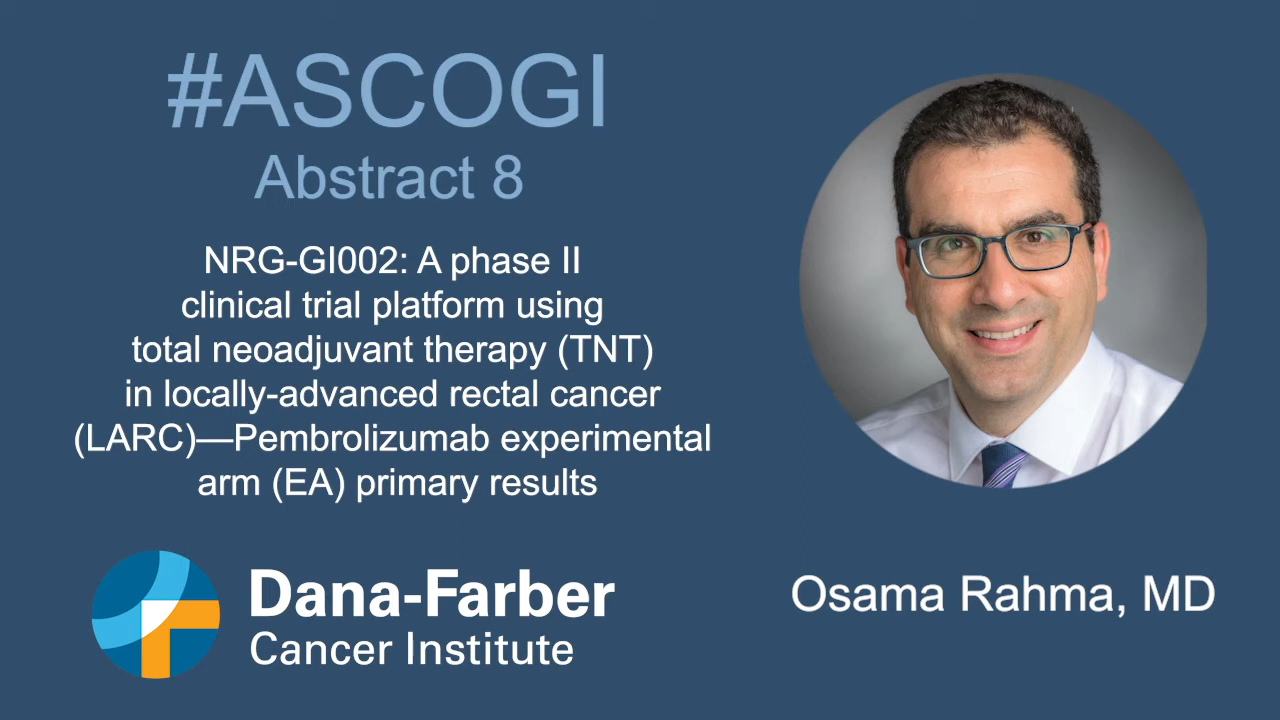 #ASCOGI
Abstract 8
NRG-GI002: A phase II
clinical trial platform using
total neoadjuvant therapy (TNT)
in locally-advanced rectal cancer
(LARC)—Pembrolizumab experimental
arm (EA) primary results
Dana-Farber
Cancer Institute
Osama Rahma, MD